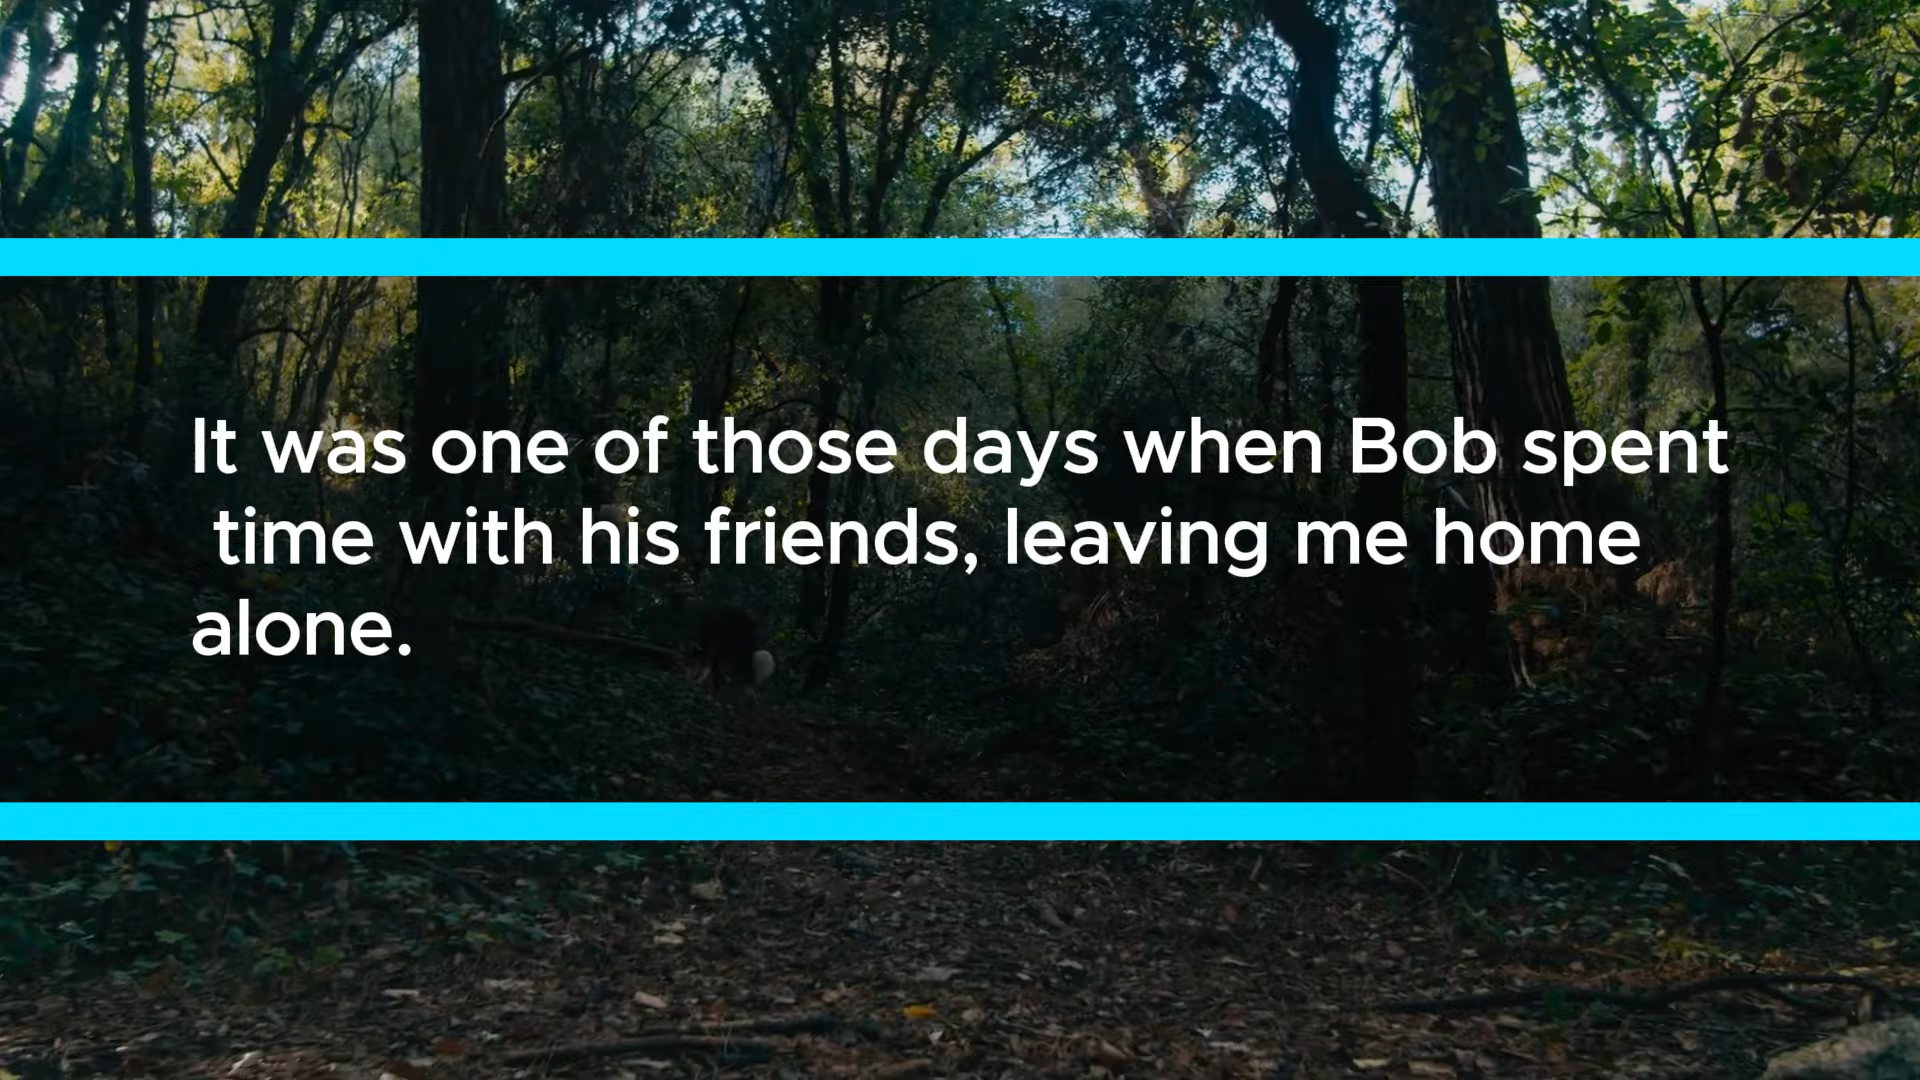 It was one of those days when Bob spent
time with his friends, leaving me home
alone.